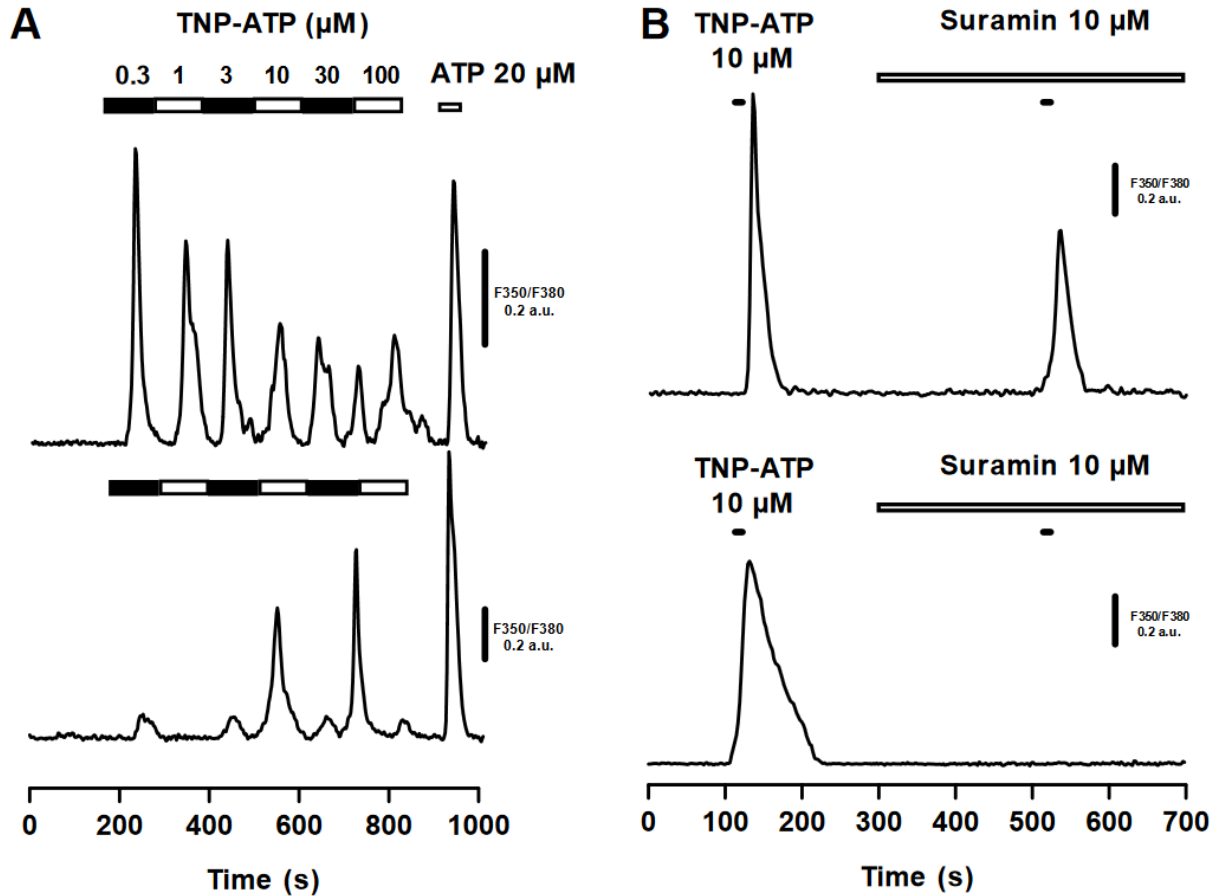 A
TNP-ATP (µM)
0.3 1 3 10 30 100 ATP 20 µM
F350/F380
0.2 a.u.
F350/F380
0.2 a.u.
0 200 400 600 800 1000
Time (s)
B
TNP-ATP
10 µM
Suramin 10 µM
F350/F380
0.2 a.u.
TNP-ATP
10 µM
Suramin 10 µM
F350/F380
0.2 a.u.
0 100 200 300 400 500 600 700
Time (s)